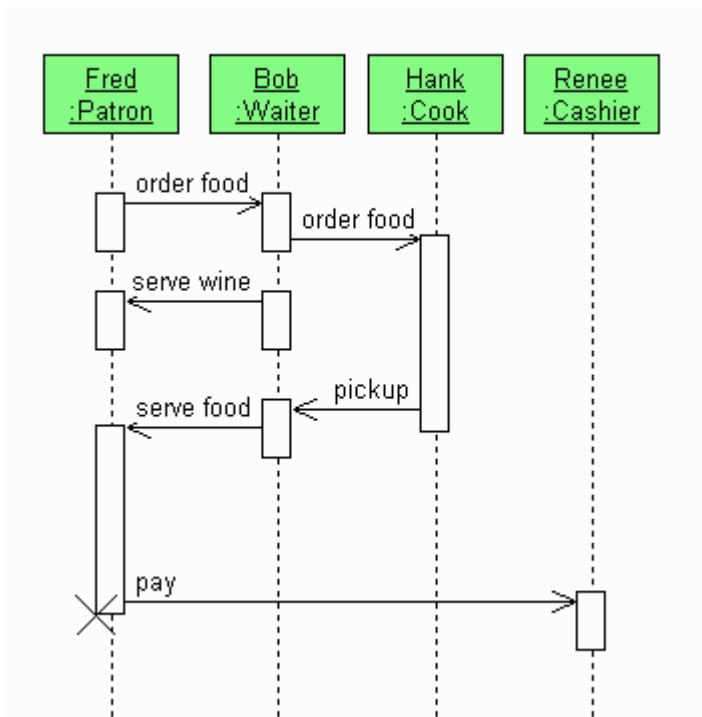 Fred
:Patron
Bob
:Waiter
Hank
:Cook
Renee
:Cashier
order food
order food
serve wine
pickup
serve food
pay